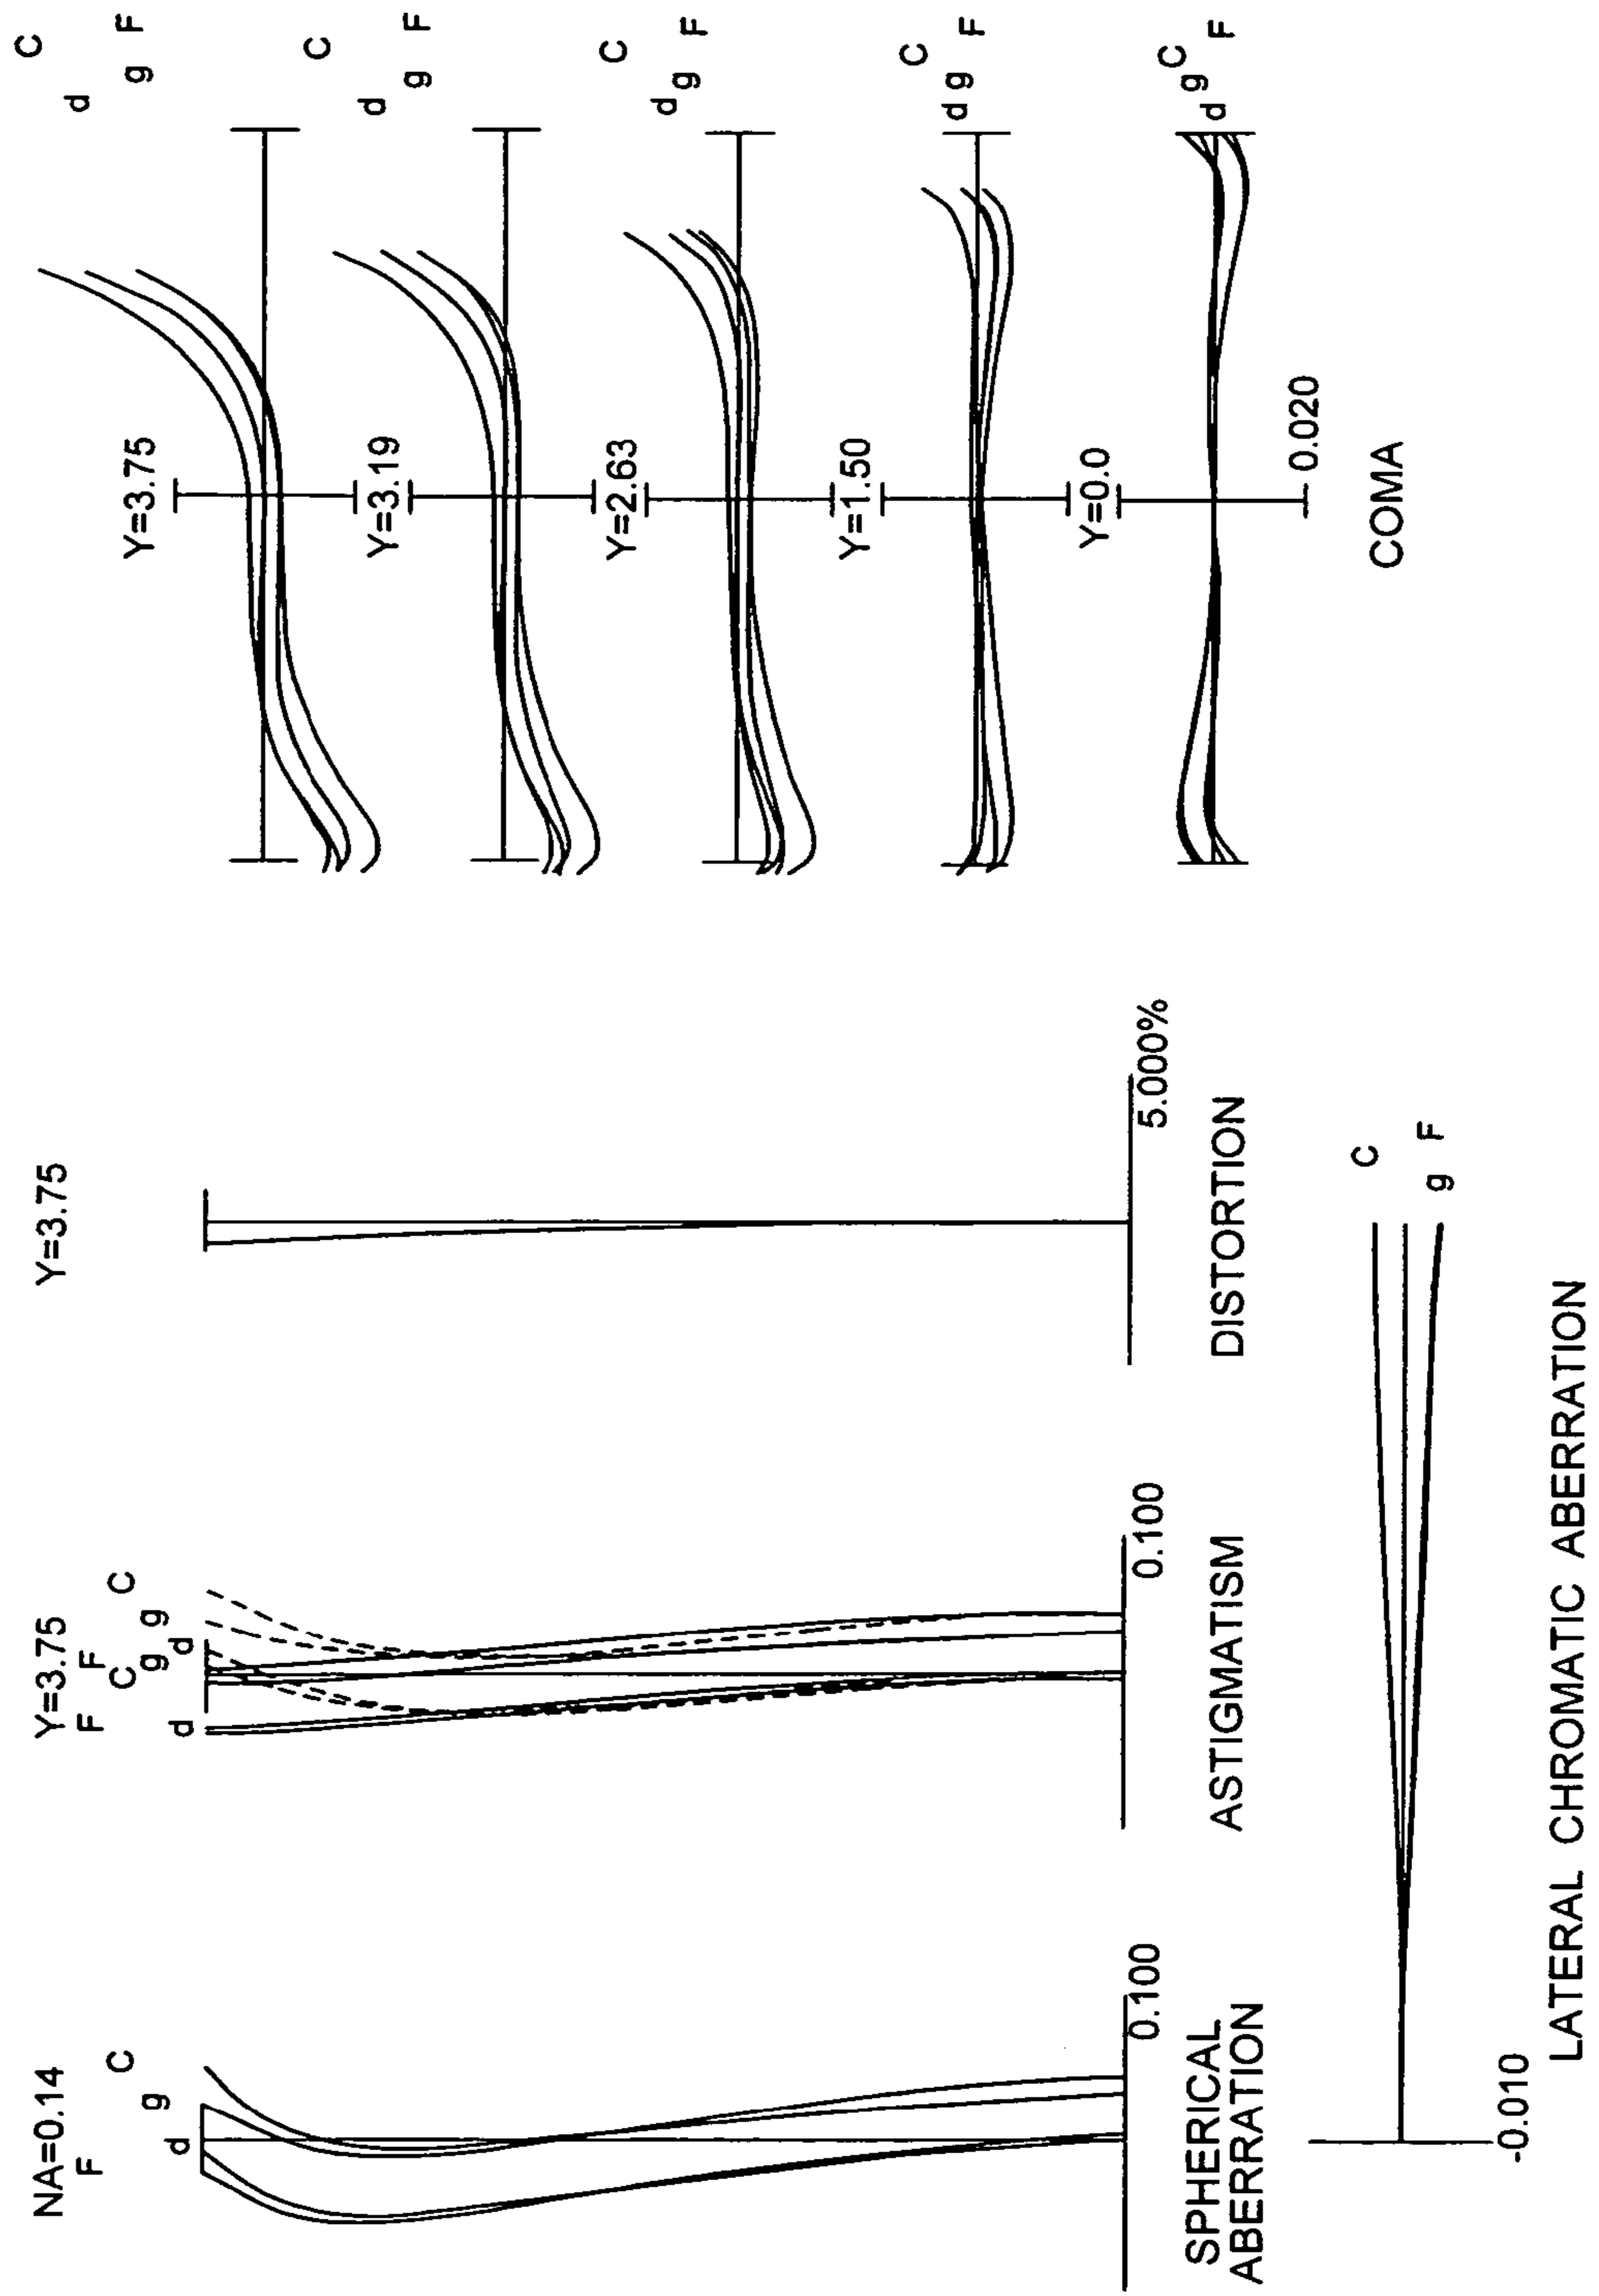 NA=0.14
F
C
g
d
0.100
SPHERICAL
ABERRATION
Y=3.75
F
F
C
C
g
g
d
d
0.100
ASTIGMATISM
Y=3.75
5.000%
DISTORTION
Y=3.75
C
F
d
g
Y=3.19
C
F
d
g
Y=2.63
C
F
d
g
Y=1.50
C
F
d
g
Y=0.0
C
F
g
d
0.020
COMA
C
F
g
-0.010
LATERAL CHROMATIC ABERRATION